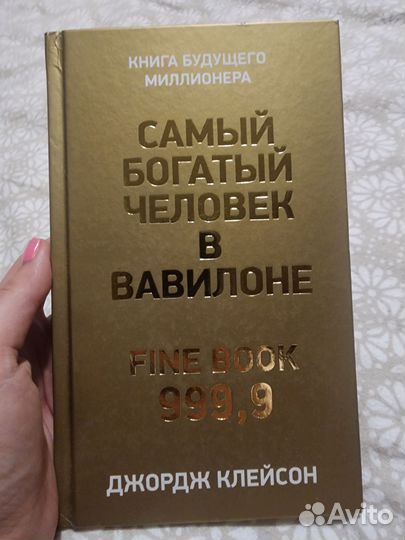 КНИГА БУДУЩЕГО
МИЛЛИОНЕРА
САМЫЙ
БОГАТЫЙ
ЧЕЛОВЕК
В
ВАВИЛОНЕ
FINE BOOK
999,9
ДЖОРДЖ КЛЕЙСОН
Avito